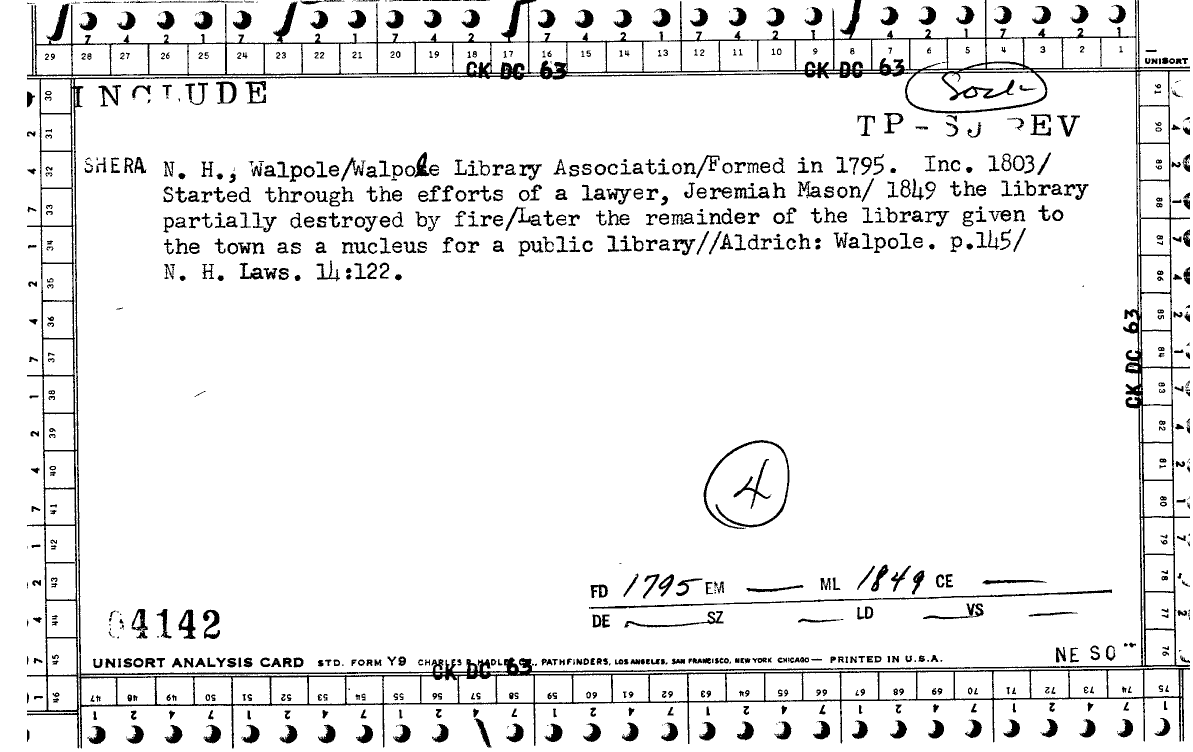 7 4 2 1 7 4 2 1 7 4 2 1 7 4 2 1 7 4 2 1
29 28 27 26 25 24 23 22 21 20 19 18 17 16 15 14 13 12 11 10 9 8 7 6 5 4 3 2 1
UNISORT
CK DC 63 CK DC 63
INCLUDE
TP-SU REV
SHERA N. H., Walpole/Walpole Library Association/Formed in 1795. Inc. 1803/
Started through the efforts of a lawyer, Jeremiah Mason/ 1849 the library
partially destroyed by fire/Later the remainder of the library given to
the town as a nucleus for a public library//Aldrich: Walpole. p.145/
N. H. Laws. 14:122.
CK DC 63
4
FD 1795 EM — ML 1849 CE —
DE — SZ — LD — VS —
04142
UNISORT ANALYSIS CARD STD. FORM Y9 CHARLES R. HADLEY CO., PATHFINDERS, LOS ANGELES, SAN FRANCISCO, NEW YORK CHICAGO — PRINTED IN U.S.A.
NE SO
CK DC 63
30 31 32 33 34 35 36 37 38 39 40 41 42 43 44 45 46
47 48 49 50 51 52 53 54 55 56 57 58 59 60 61 62 63 64 65 66 67 68 69 70 71 72 73 74 75
91 90 89 88 87 86 85 84 83 82 81 80 79 78 77 76